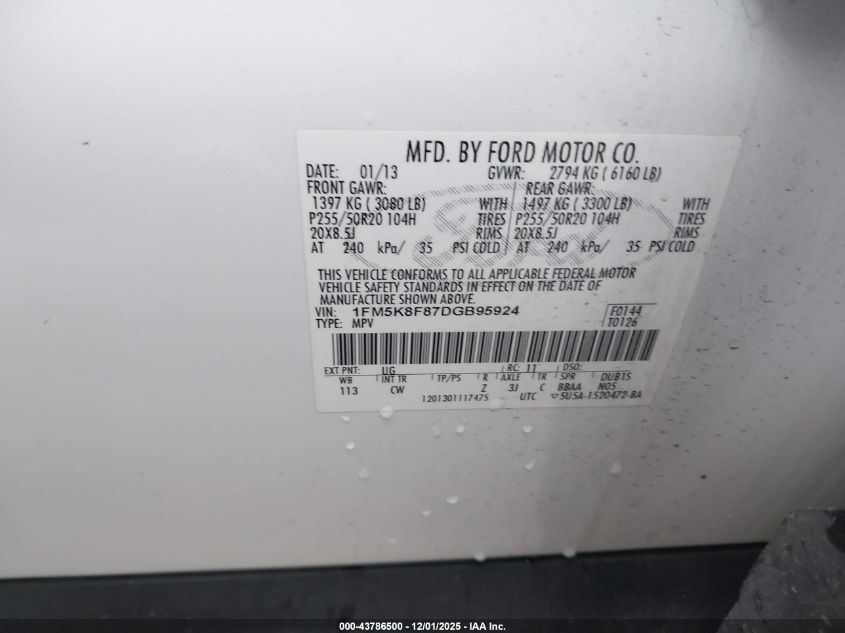 MFD. BY FORD MOTOR CO.
DATE: 01/13 GVWR: 2794 KG ( 6160 LB)
FRONT GAWR: REAR GAWR:
1397 KG ( 3080 LB) WITH 1497 KG ( 3300 LB) WITH
P255/50R20 104H TIRES P255/50R20 104H TIRES
20X8.5J RIMS 20X8.5J RIMS
AT 240 kPa/ 35 PSI COLD AT 240 kPa/ 35 PSI COLD
THIS VEHICLE CONFORMS TO ALL APPLICABLE FEDERAL MOTOR
VEHICLE SAFETY STANDARDS IN EFFECT ON THE DATE OF
MANUFACTURE SHOWN ABOVE.
VIN: 1FM5K8F87DGB95924 F0144
TYPE: MPV T0126
EXT PNT: UG RC: 11 DSO:
WB INT TR TP/PS R AXLE TR SPR DUBTS
113 CW Z 3J C BBAA N05
1201301117475 UTC ▽5USA-1520472-BA
000-43786500 - 12/01/2025 - IAA Inc.